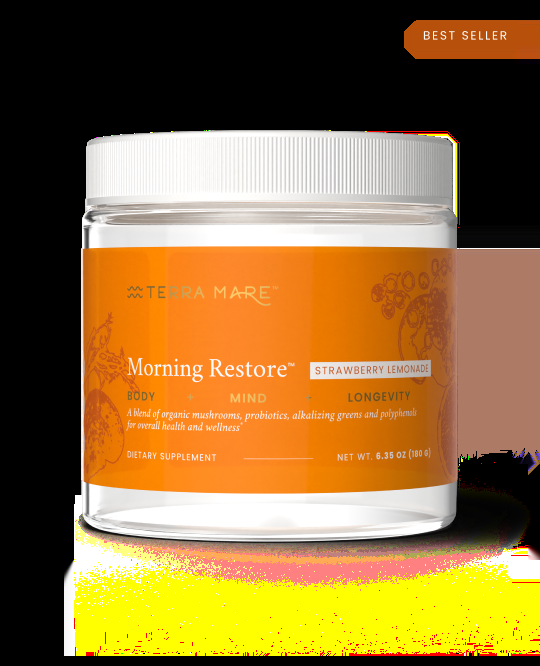 BEST SELLER
TERRA MARE™
Morning Restore™ STRAWBERRY LEMONADE
BODY + MIND + LONGEVITY
A blend of organic mushrooms, probiotics, alkalizing greens and polyphenols
for overall health and wellness*
DIETARY SUPPLEMENT NET WT. 6.35 OZ (180 G)